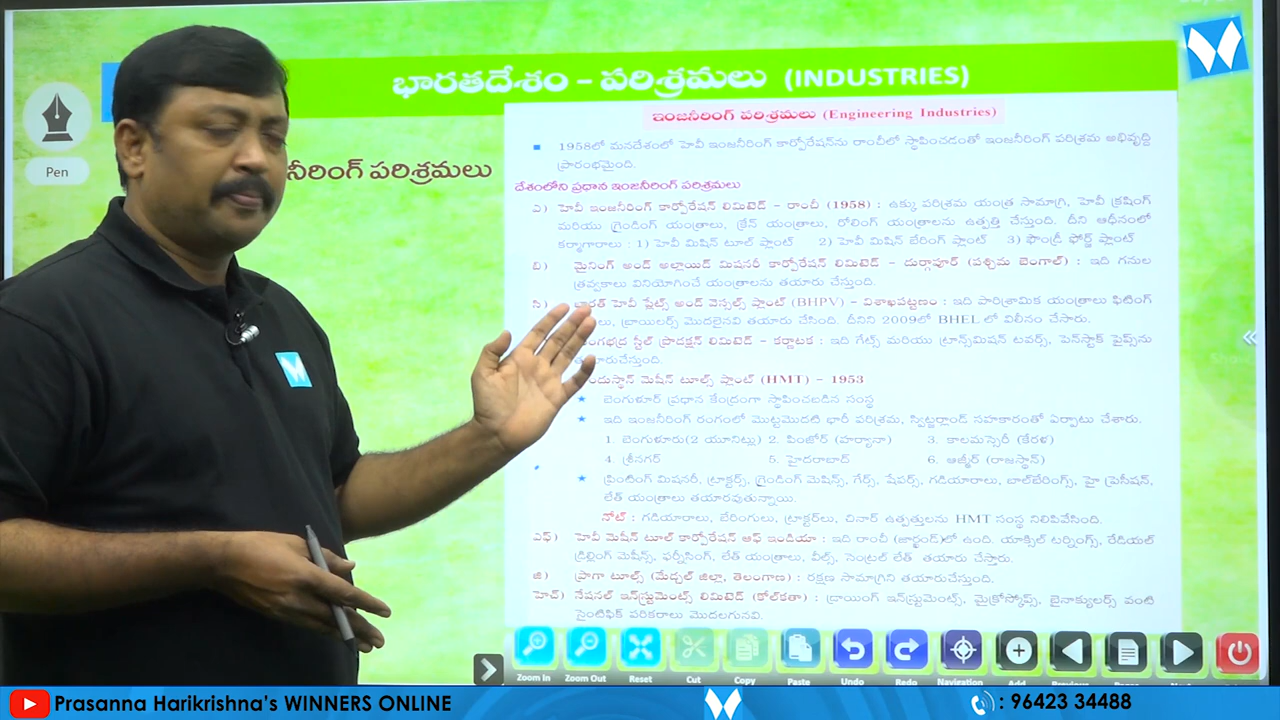 భారతదేశం – పరిశ్రమలు (INDUSTRIES)
Pen
నీరింగ్ పరిశ్రమలు
ఇంజనీరింగ్ పరిశ్రమలు (Engineering Industries)
■ 1958లో మనదేశంలో హెవీ ఇంజనీరింగ్ కార్పోరేషన్‌ను రాంచీలో స్థాపించడంతో ఇంజనీరింగ్ పరిశ్రమ అభివృద్ధి
ప్రారంభమైంది.
దేశంలోని ప్రధాన ఇంజనీరింగ్ పరిశ్రమలు
ఎ) హెవీ ఇంజనీరింగ్ కార్పోరేషన్ లిమిటెడ్ – రాంచీ (1958) : ఉక్కు పరిశ్రమ యంత్ర సామాగ్రి, హెవీ క్రషింగ్
మరియు గ్రైండింగ్ యంత్రాలు, క్రేన్ యంత్రాలు, రోలింగ్ యంత్రాలను ఉత్పత్తి చేస్తుంది. దీని ఆధీనంలో
కర్మాగారాలు : 1) హెవీ మిషిన్ టూల్ ప్లాంట్ 2) హెవీ మిషిన్ బేరింగ్ ప్లాంట్ 3) ఫౌండ్రీ ఫోర్జ్ ప్లాంట్
బి) మైనింగ్ అండ్ అల్లాయిడ్ మిషనరీ కార్పోరేషన్ లిమిటెడ్ – దుర్గాపూర్ (పశ్చిమ బెంగాల్) : ఇది గనుల
త్రవ్వకాలు వినియోగించే యంత్రాలను తయారు చేస్తుంది.
సి) భారత్ హెవీ ప్లేట్స్ అండ్ వెస్సల్స్ ప్లాంట్ (BHPV) – విశాఖపట్టణం : ఇది పారిశ్రామిక యంత్రాలు ఫిటింగ్
లు, బ్రాయిలర్స్ మొదలైనవి తయారు చేసింది. దీనిని 2009లో BHEL లో విలీనం చేసారు.
ంగభద్ర స్టీల్ ప్రొడక్షన్ లిమిటెడ్ – కర్ణాటక : ఇది గేట్స్ మరియు ట్రాన్స్‌మిషన్ టవర్స్, పెన్‌స్టాక్ పైప్స్‌ను
యారుచేస్తుంది.
ందుస్థాన్ మెషీన్ టూల్స్ ప్లాంట్ (HMT) – 1953
★ బెంగుళూర్ ప్రధాన కేంద్రంగా స్థాపించబడిన సంస్థ
★ ఇది ఇంజనీరింగ్ రంగంలో మొట్టమొదటి భారీ పరిశ్రమ, స్విట్జర్లాండ్ సహకారంతో ఏర్పాటు చేశారు.
1. బెంగుళూరు(2 యూనిట్లు) 2. పింజోర్ (హర్యానా) 3. కాలమస్సెరీ (కేరళ)
4. శ్రీనగర్ 5. హైదరాబాద్ 6. ఆజ్మీర్ (రాజస్థాన్)
★ ప్రింటింగ్ మిషనరీ, ట్రాక్టర్స్, గ్రైండింగ్ మెషిన్స్, గేర్స్, షేపర్స్, గడియారాలు, బాల్‌బేరింగ్స్, హై ప్రెసిషన్,
లేత్ యంత్రాలు తయారవుతున్నాయి.
నోట్ : గడియారాలు, బేరింగులు, ట్రాక్టర్‌లు, చినార్ ఉత్పత్తులను HMT సంస్థ నిలిపివేసింది.
ఎఫ్) హెవీ మెషీన్ టూల్ కార్పోరేషన్ ఆఫ్ ఇండియా : ఇది రాంచీ (జార్ఖండ్)లో ఉంది. యాక్సిల్ టర్నింగ్స్, రేడియల్
డ్రిల్లింగ్ మెషీన్స్, ఫర్నీసింగ్, లేత్ యంత్రాలు, వీల్స్, సెంట్రల్ లేత్ తయారు చేస్తారు.
జి) ప్రాగా టూల్స్ (మేడ్చల్ జిల్లా, తెలంగాణ) : రక్షణ సామాగ్రిని తయారుచేస్తుంది.
హెచ్) నేషనల్ ఇన్‌స్ట్రుమెంట్స్ లిమిటెడ్ (కోల్‌కతా) : డ్రాయింగ్ ఇన్‌స్ట్రుమెంట్స్, మైక్రోస్కోప్స్, బైనాక్యులర్స్ వంటి
సైంటిఫిక్ పరికరాలు మొదలగునవి.
Zoom In Zoom Out Reset Cut Copy Paste Undo Redo Navigation Add
Prasanna Harikrishna's WINNERS ONLINE
: 96423 34488